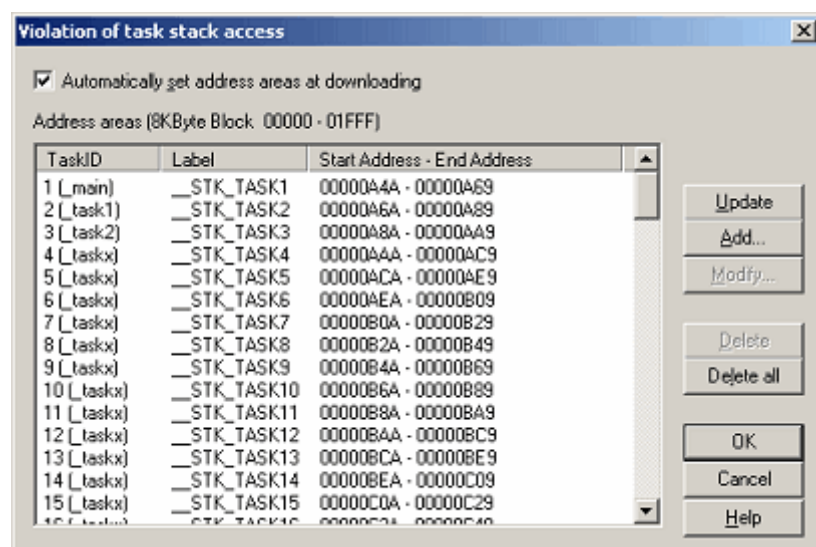 Violation of task stack access
Automatically set address areas at downloading
Address areas (8KByte Block 00000 - 01FFF)
TaskID Label Start Address - End Address
1 (_main) __STK_TASK1 00000A4A - 00000A69
2 (_task1) __STK_TASK2 00000A6A - 00000A89
3 (_task2) __STK_TASK3 00000A8A - 00000AA9
4 (_taskx) __STK_TASK4 00000AAA - 00000AC9
5 (_taskx) __STK_TASK5 00000ACA - 00000AE9
6 (_taskx) __STK_TASK6 00000AEA - 00000B09
7 (_taskx) __STK_TASK7 00000B0A - 00000B29
8 (_taskx) __STK_TASK8 00000B2A - 00000B49
9 (_taskx) __STK_TASK9 00000B4A - 00000B69
10 (_taskx) __STK_TASK10 00000B6A - 00000B89
11 (_taskx) __STK_TASK11 00000B8A - 00000BA9
12 (_taskx) __STK_TASK12 00000BAA - 00000BC9
13 (_taskx) __STK_TASK13 00000BCA - 00000BE9
14 (_taskx) __STK_TASK14 00000BEA - 00000C09
15 (_taskx) __STK_TASK15 00000C0A - 00000C29
Update
Add...
Modify...
Delete
Delete all
OK
Cancel
Help